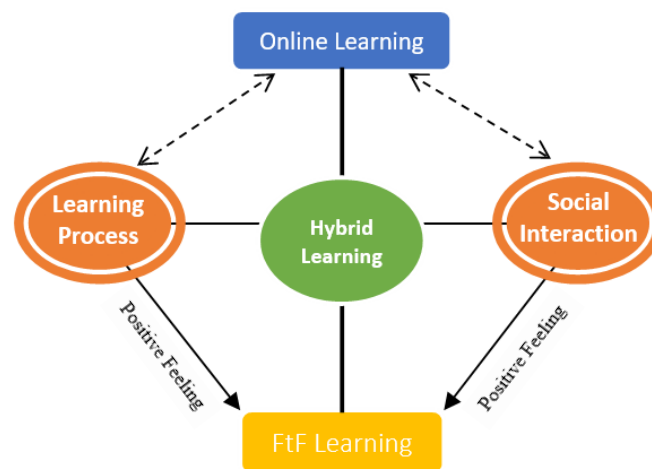 Online Learning
Learning
Process
Hybrid
Learning
Social
Interaction
Positive Feeling
Positive Feeling
FtF Learning